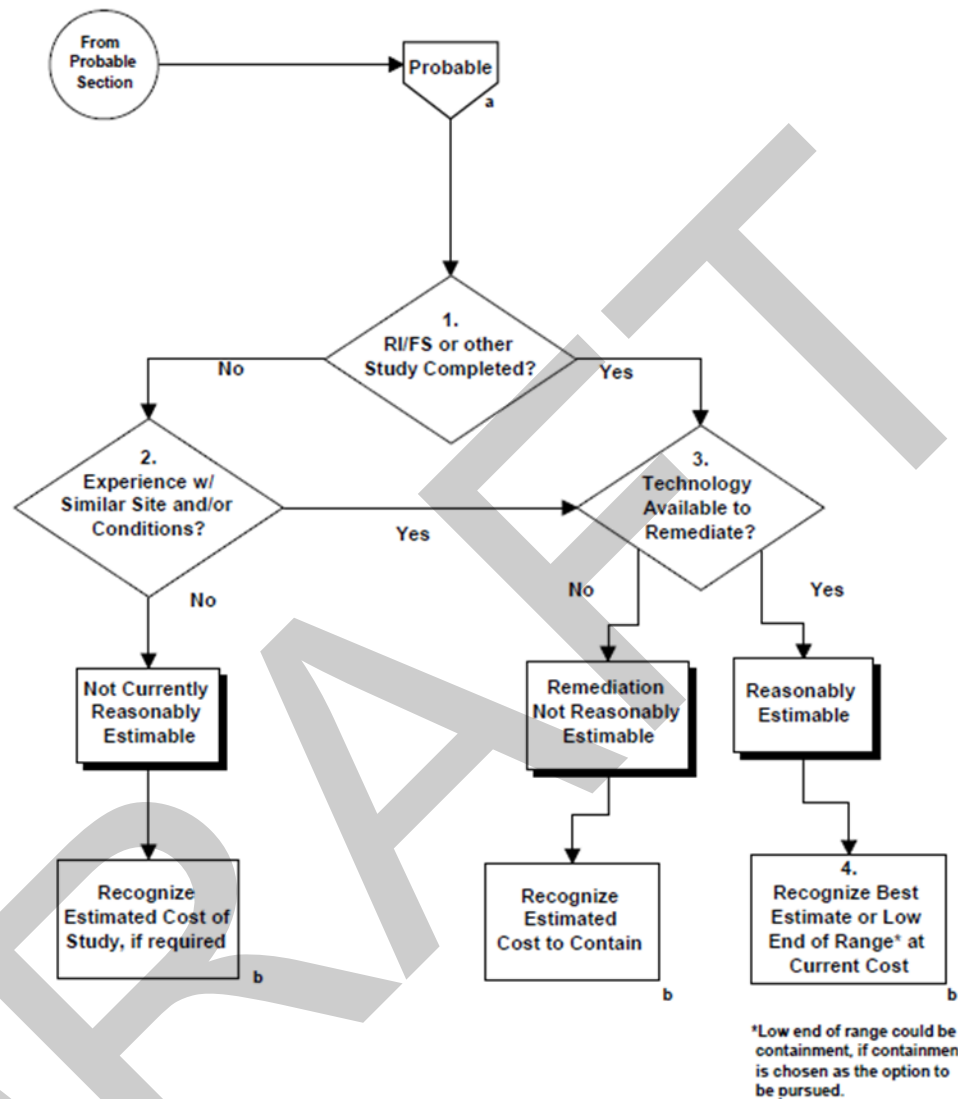 From
Probable
Section
Probable
a
1.
RI/FS or other
Study Completed?
No
Yes
2.
Experience w/
Similar Site and/or
Conditions?
Yes
No
3.
Technology
Available to
Remediate?
No
Yes
Not Currently
Reasonably
Estimable
Remediation
Not Reasonably
Estimable
Reasonably
Estimable
Recognize
Estimated Cost of
Study, if required
b
Recognize
Estimated
Cost to Contain
b
4.
Recognize Best
Estimate or Low
End of Range* at
Current Cost
b
*Low end of range could be
containment, if containmen
is chosen as the option to
be pursued.
DRAFT